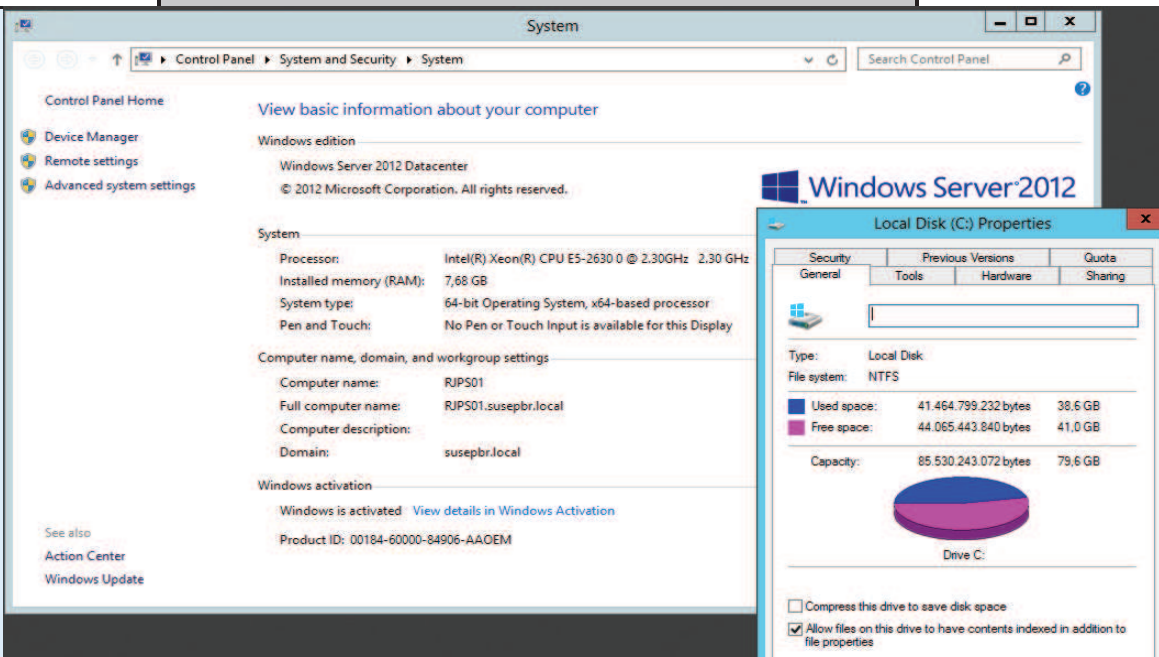 System
Control Panel ▸ System and Security ▸ System
Search Control Panel
Control Panel Home
Device Manager
Remote settings
Advanced system settings
See also
Action Center
Windows Update
View basic information about your computer
Windows edition
Windows Server 2012 Datacenter
© 2012 Microsoft Corporation. All rights reserved.
Windows Server 2012
System
Processor: Intel(R) Xeon(R) CPU E5-2630 0 @ 2.30GHz 2.30 GHz
Installed memory (RAM): 7,68 GB
System type: 64-bit Operating System, x64-based processor
Pen and Touch: No Pen or Touch Input is available for this Display
Computer name, domain, and workgroup settings
Computer name: RJPS01
Full computer name: RJPS01.susepbr.local
Computer description:
Domain: susepbr.local
Windows activation
Windows is activated View details in Windows Activation
Product ID: 00184-60000-84906-AAOEM
Local Disk (C:) Properties
Security Previous Versions Quota
General Tools Hardware Sharing
Type: Local Disk
File system: NTFS
Used space: 41.464.799.232 bytes 38,6 GB
Free space: 44.065.443.840 bytes 41,0 GB
Capacity: 85.530.243.072 bytes 79,6 GB
Drive C:
Compress this drive to save disk space
Allow files on this drive to have contents indexed in addition to
file properties